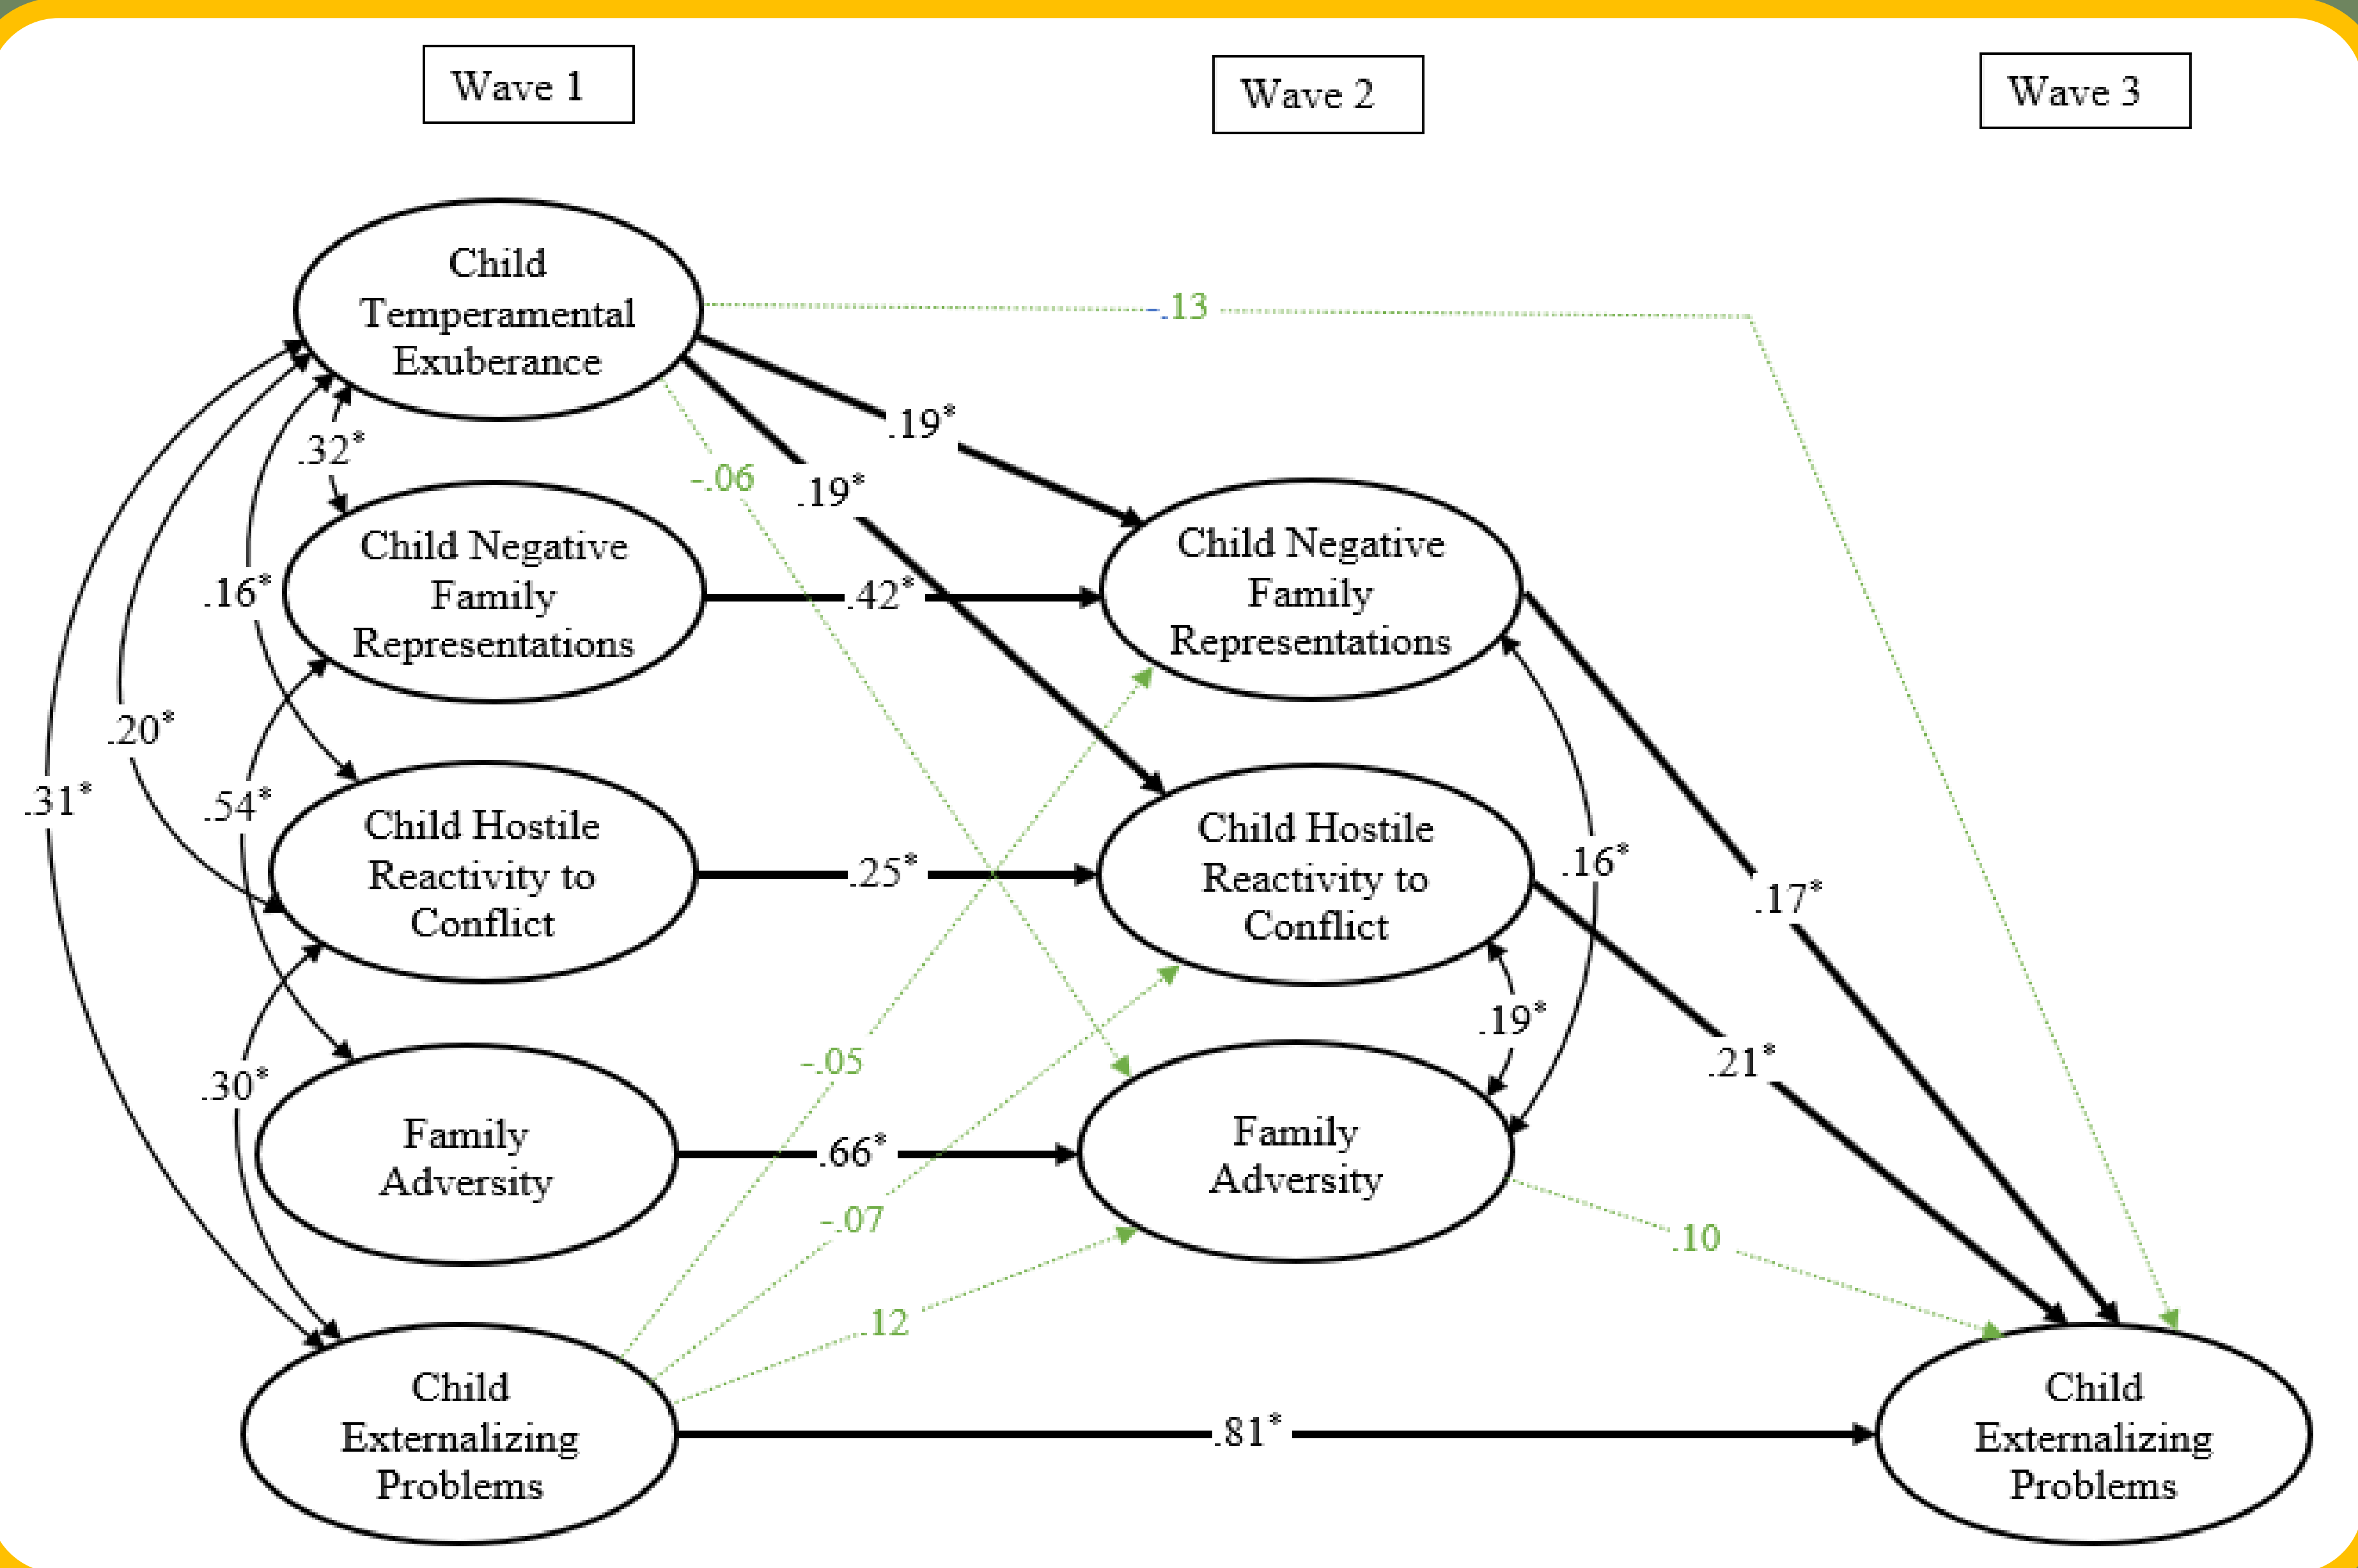 Wave 1
Wave 2
Wave 3
Child
Temperamental
Exuberance
-.13
.19*
.32*
-.06
.19*
Child Negative
Family
Representations
.42*
Child Negative
Family
Representations
.16*
.20*
.31*
.54*
Child Hostile
Reactivity to
Conflict
.25*
Child Hostile
Reactivity to
Conflict
.16*
.17*
.19*
-.05
.21*
.30*
Family
Adversity
.66*
Family
Adversity
-.07
.10
.12
Child
Externalizing
Problems
.81*
Child
Externalizing
Problems